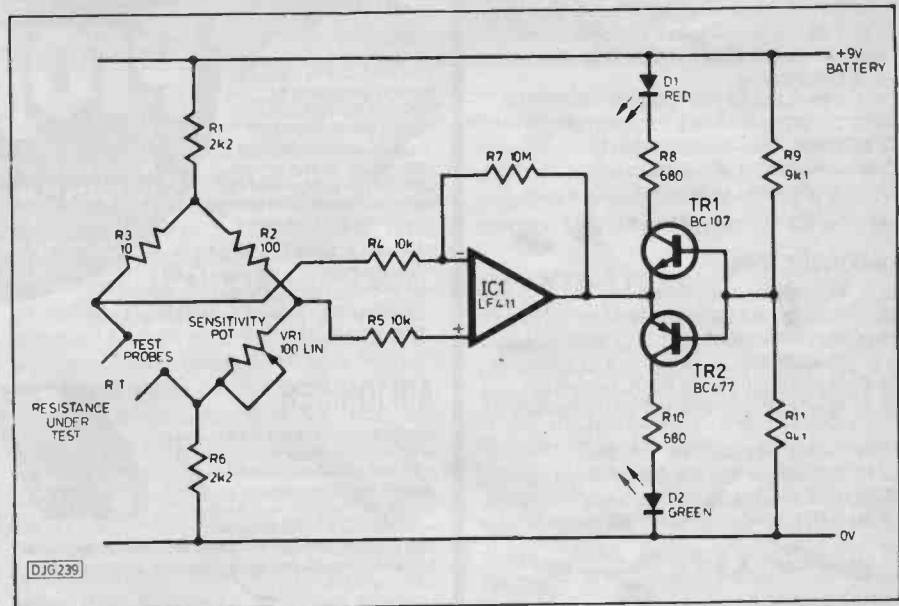 +9V
BATTERY
D1
RED
R1
2k2
R7 10M
R8
680
R9
9k1
TR1
BC107
R3
10
R2
100
R4 10k
−
IC1
LF411
SENSITIVITY
POT
R5 10k
+
TEST
PROBES
VR1
100 LIN
TR2
BC477
R T
RESISTANCE
UNDER
TEST
R6
2k2
R10
680
R11
9k1
D2
GREEN
0V
DJG239